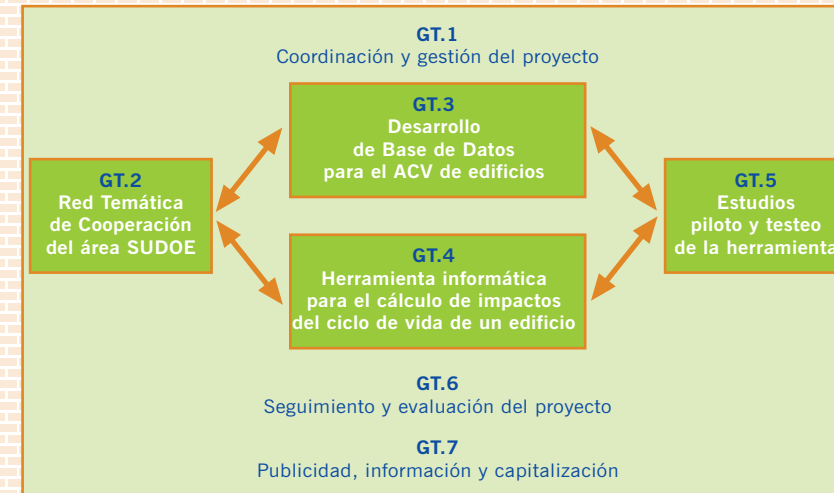 GT.1
Coordinación y gestión del proyecto
GT.3
Desarrollo
de Base de Datos
para el ACV de edificios
GT.2
Red Temática
de Cooperación
del área SUDOE
GT.5
Estudios
piloto y testeo
de la herramienta
GT.4
Herramienta informática
para el cálculo de impactos
del ciclo de vida de un edificio
GT.6
Seguimiento y evaluación del proyecto
GT.7
Publicidad, información y capitalización